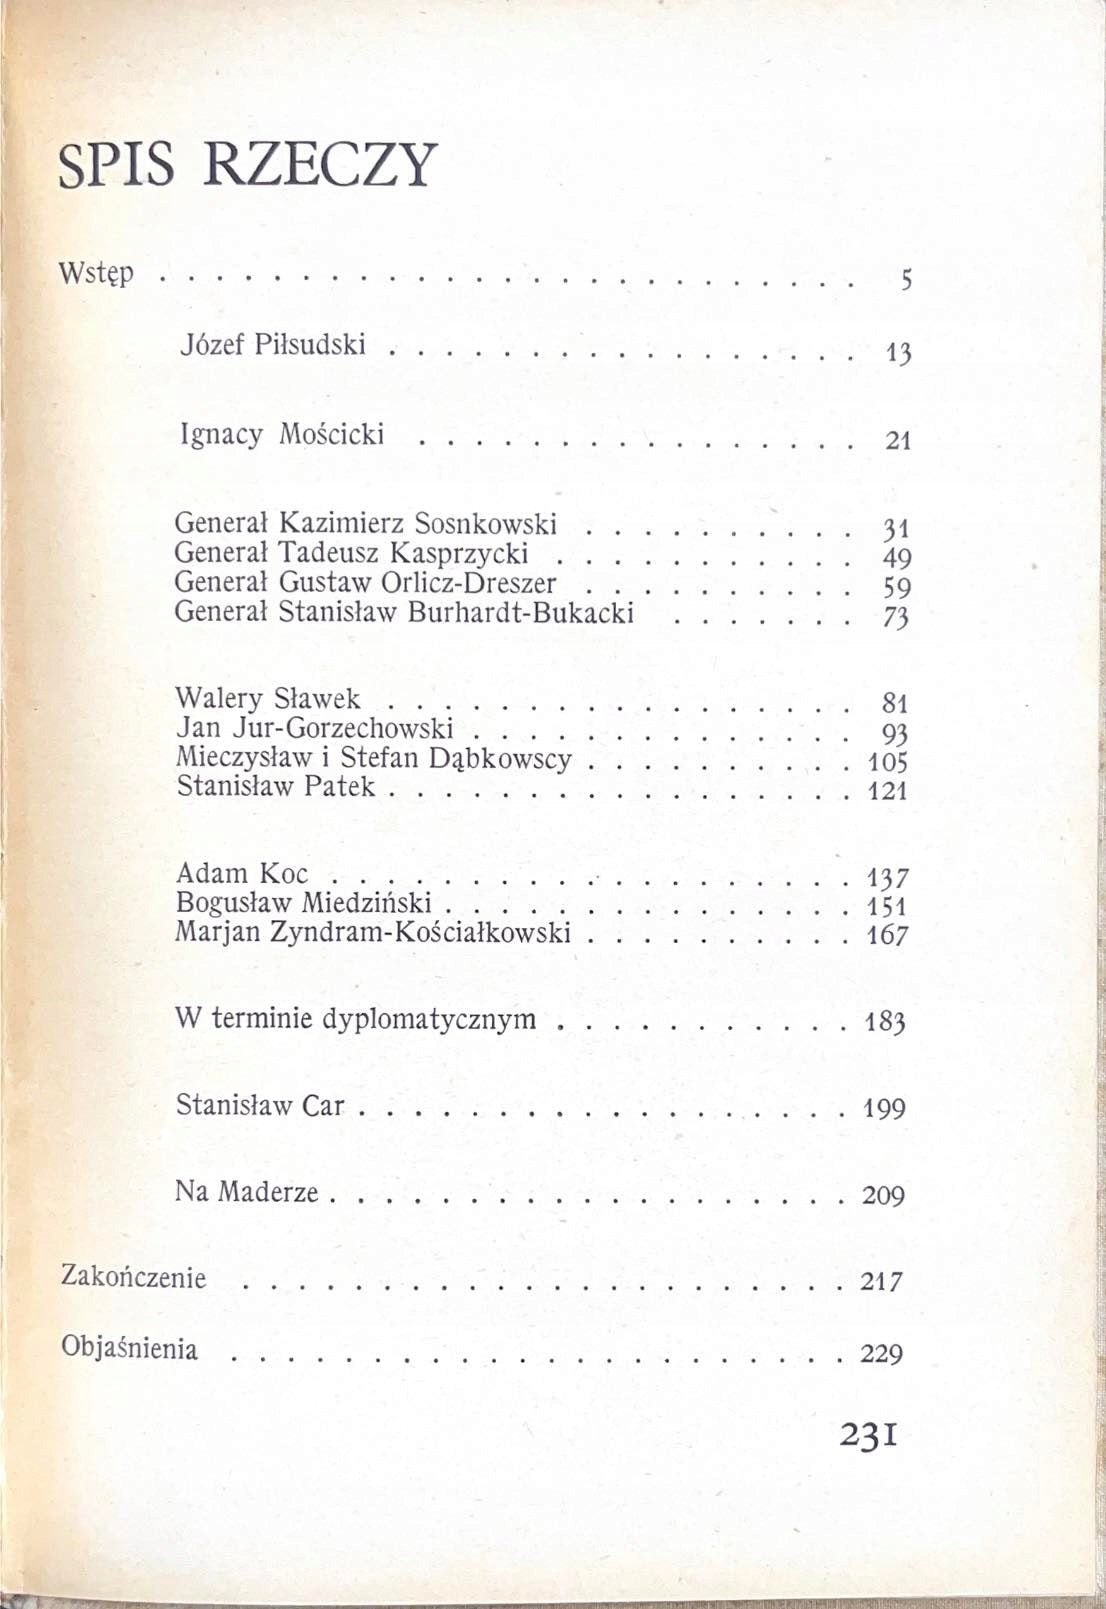 SPIS RZECZY
Wstęp . . . . . . . . . . . . . . . . . . . . . . . . . 5
Józef Piłsudski . . . . . . . . . . . . . . . . . 13
Ignacy Mościcki . . . . . . . . . . . . . . . . 21
Generał Kazimierz Sosnkowski . . . . . . . . . . 31
Generał Tadeusz Kasprzycki . . . . . . . . . . . 49
Generał Gustaw Orlicz-Dreszer . . . . . . . . . . 59
Generał Stanisław Burhardt-Bukacki . . . . . . . 73
Walery Sławek . . . . . . . . . . . . . . . . . 81
Jan Jur-Gorzechowski . . . . . . . . . . . . . . 93
Mieczysław i Stefan Dąbkowscy . . . . . . . . . . 105
Stanisław Patek . . . . . . . . . . . . . . . . . 121
Adam Koc . . . . . . . . . . . . . . . . . . . 137
Bogusław Miedziński . . . . . . . . . . . . . . . 151
Marjan Zyndram-Kościałkowski . . . . . . . . . . 167
W terminie dyplomatycznym . . . . . . . . . . . 183
Stanisław Car . . . . . . . . . . . . . . . . . . 199
Na Maderze . . . . . . . . . . . . . . . . . . . 209
Zakończenie . . . . . . . . . . . . . . . . . . . . . . 217
Objaśnienia . . . . . . . . . . . . . . . . . . . . . . 229
231